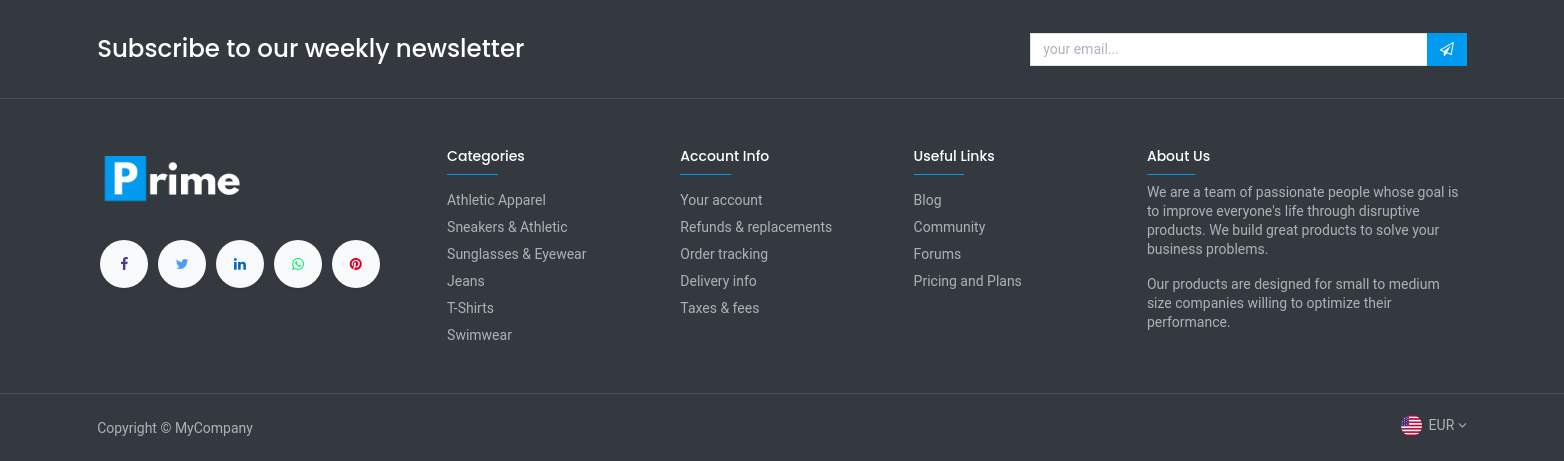 Subscribe to our weekly newsletter
your email...
Prime
Categories
Athletic Apparel
Sneakers & Athletic
Sunglasses & Eyewear
Jeans
T-Shirts
Swimwear
Account Info
Your account
Refunds & replacements
Order tracking
Delivery info
Taxes & fees
Useful Links
Blog
Community
Forums
Pricing and Plans
About Us
We are a team of passionate people whose goal is
to improve everyone's life through disruptive
products. We build great products to solve your
business problems.
Our products are designed for small to medium
size companies willing to optimize their
performance.
Copyright © MyCompany
EUR